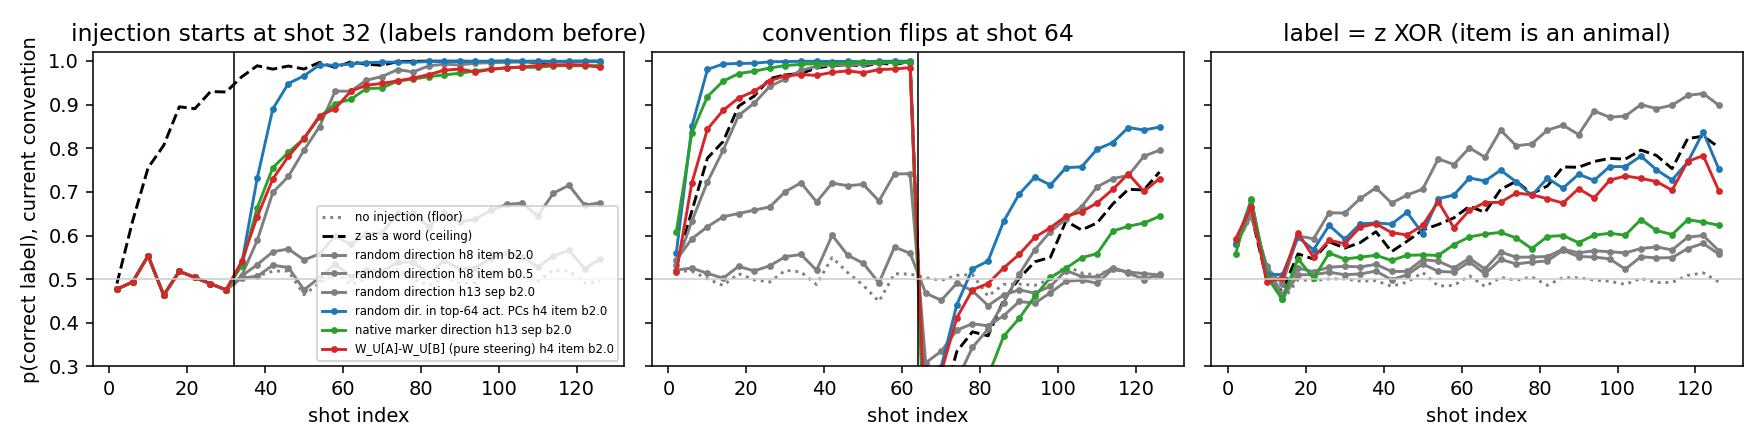 injection starts at shot 32 (labels random before)
convention flips at shot 64
label = z XOR (item is an animal)
p(correct label), current convention
1.0
0.9
0.8
0.7
0.6
0.5
0.4
0.3
no injection (floor)
z as a word (ceiling)
random direction h8 item b2.0
random direction h8 item b0.5
random direction h13 sep b2.0
random dir. in top-64 act. PCs h4 item b2.0
native marker direction h13 sep b2.0
W_U[A]-W_U[B] (pure steering) h4 item b2.0
0 20 40 60 80 100 120
0 20 40 60 80 100 120
0 20 40 60 80 100 120
shot index
shot index
shot index